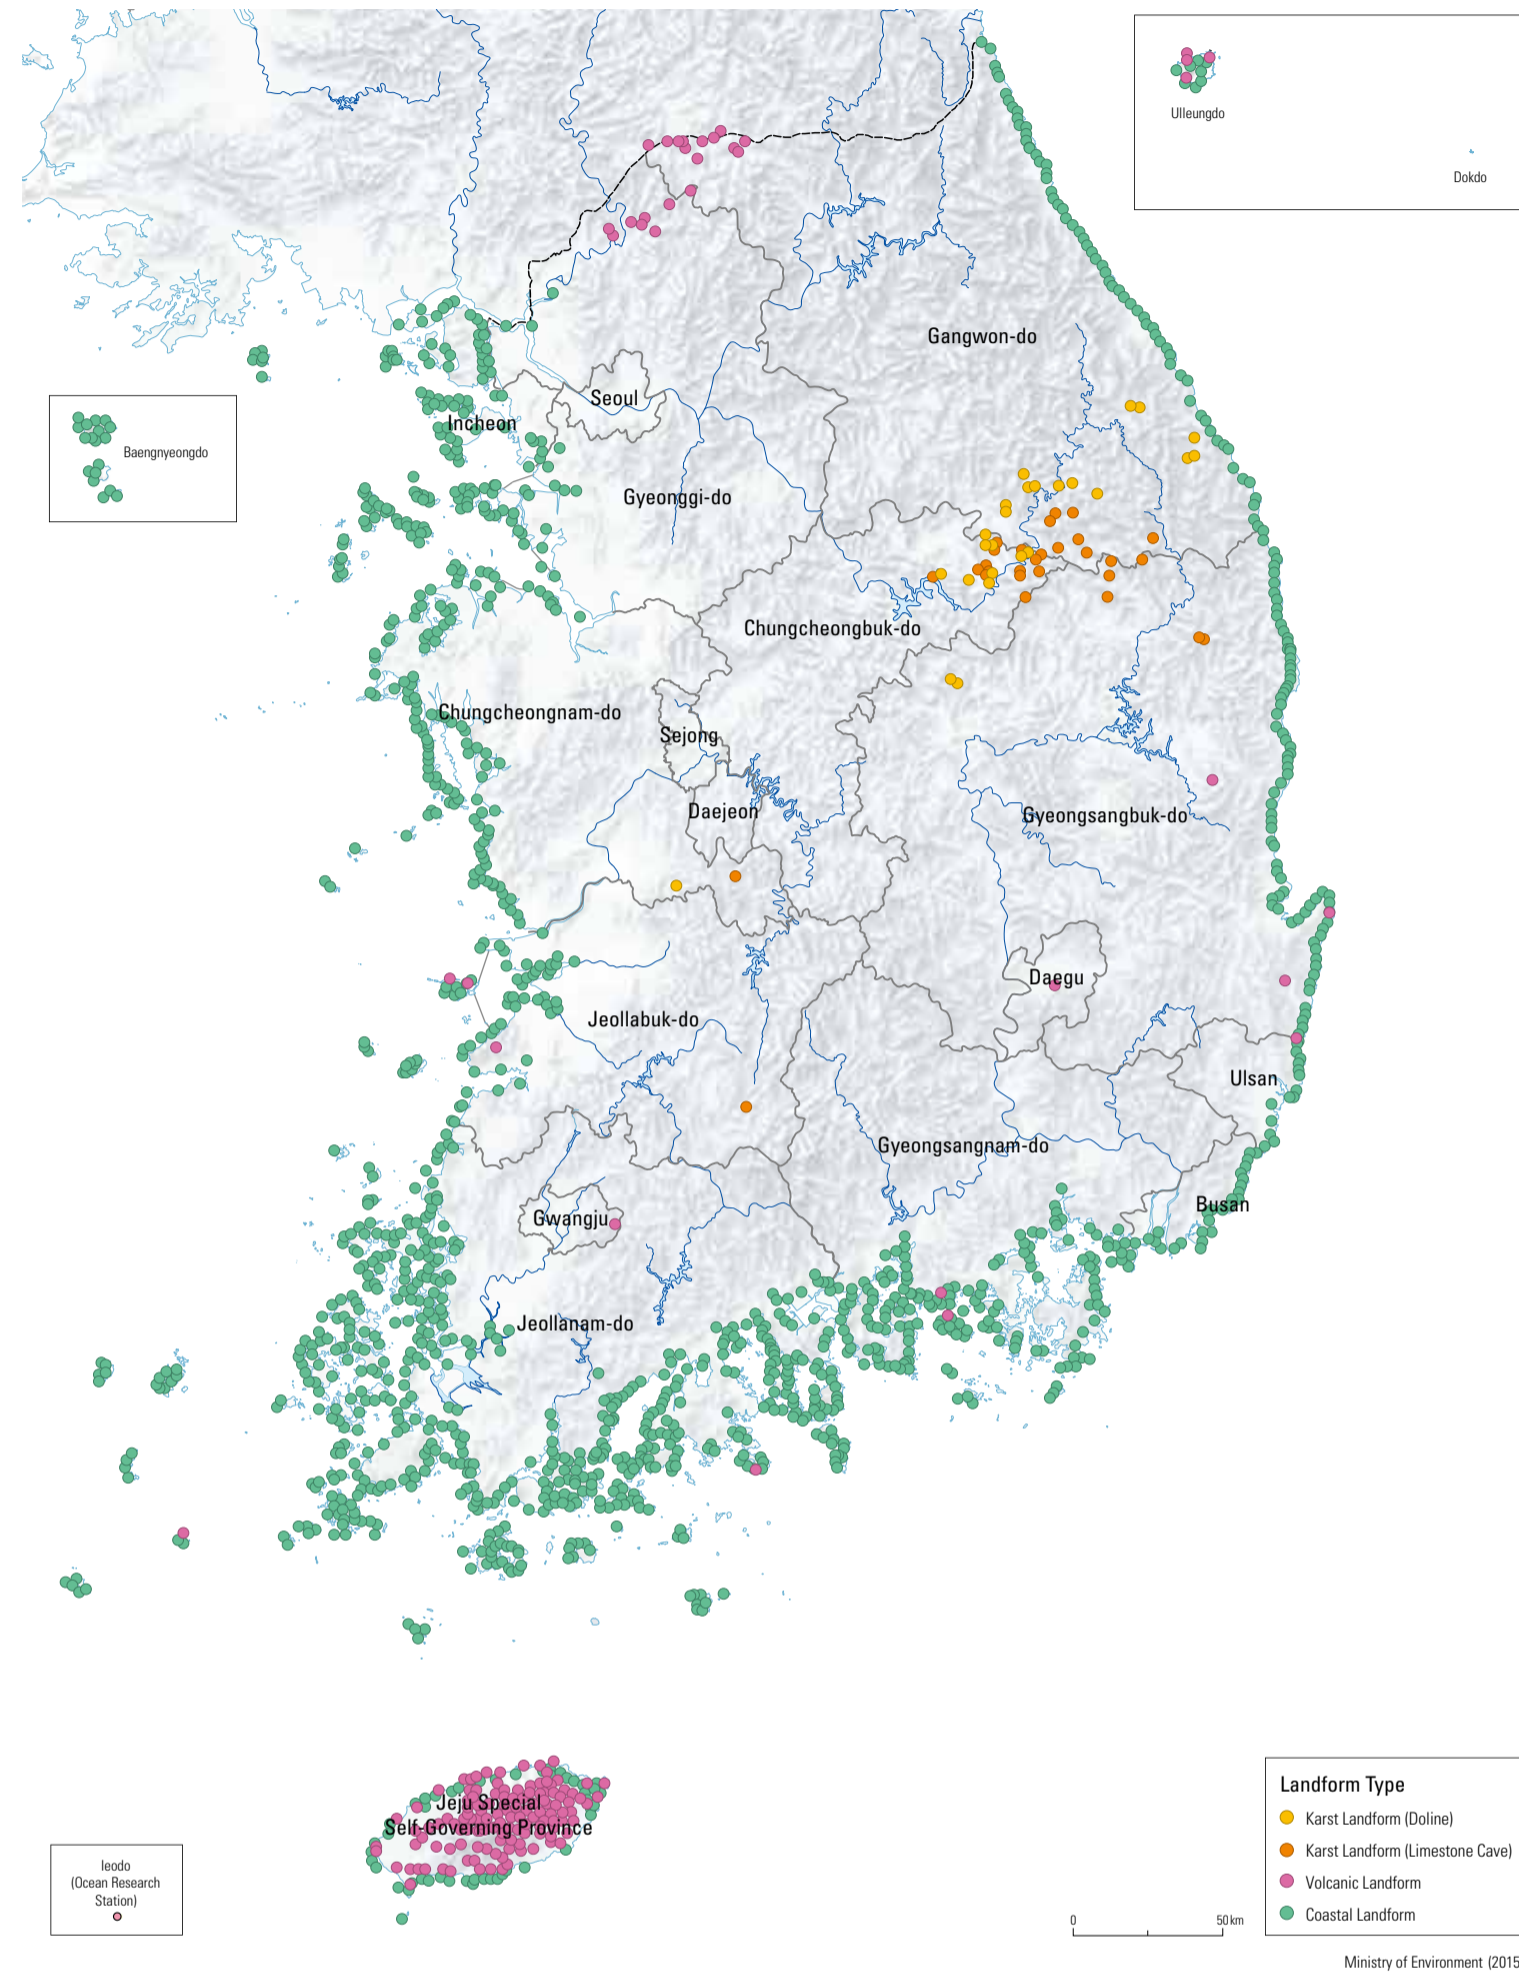 Ulleungdo
Dokdo
Gangwon-do
Seoul
Incheon
Baengnyeongdo
Gyeonggi-do
Chungcheongbuk-do
Chungcheongnam-do
Sejong
Daejeon
Gyeongsangbuk-do
Daegu
Jeollabuk-do
Ulsan
Gyeongsangnam-do
Busan
Gwangju
Jeollanam-do
Jeju Special
Self-Governing Province
Ieodo
(Ocean Research
Station)
0 50 km
Landform Type
Karst Landform (Doline)
Karst Landform (Limestone Cave)
Volcanic Landform
Coastal Landform
Ministry of Environment (2015